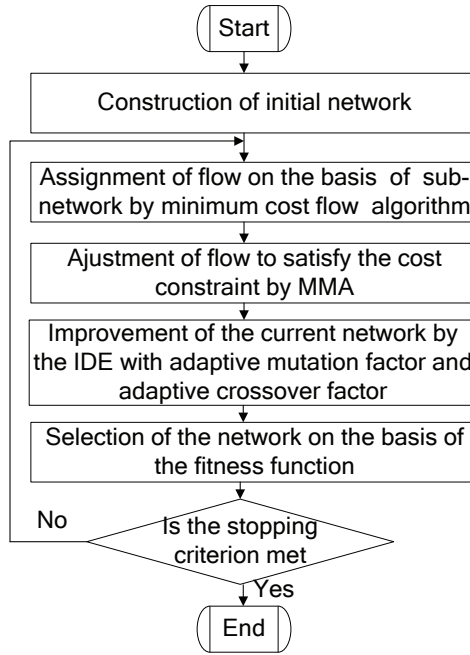 Start
Construction of initial network
Assignment of flow on the basis of sub-
network by minimum cost flow algorithm
Ajustment of flow to satisfy the cost
constraint by MMA
Improvement of the current network by
the IDE with adaptive mutation factor and
adaptive crossover factor
Selection of the network on the basis of
the fitness function
No
Is the stopping
criterion met
Yes
End